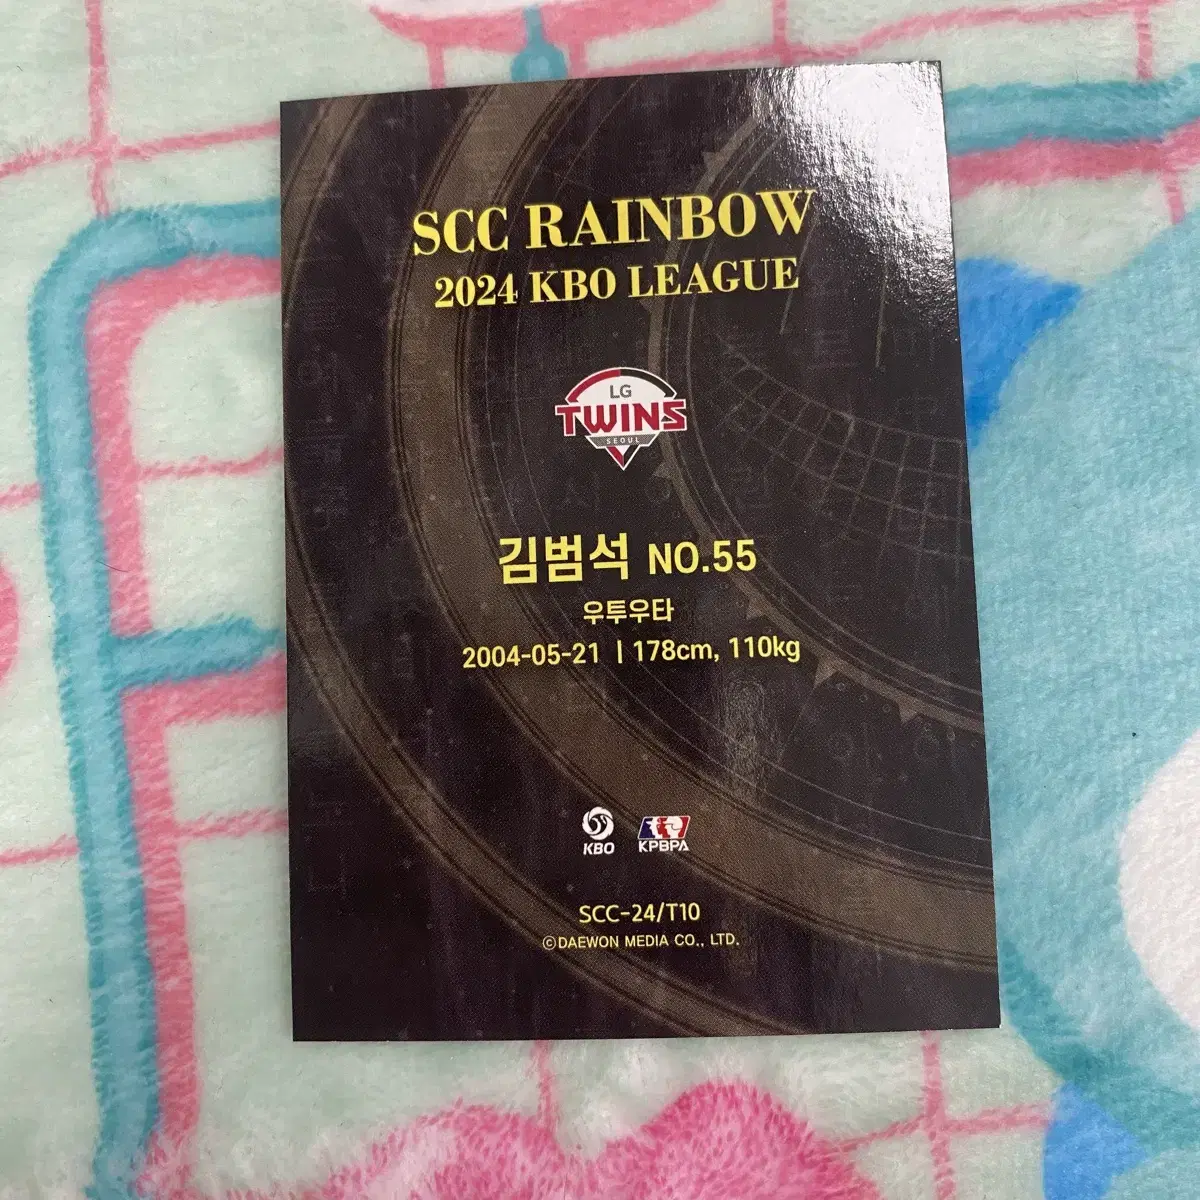 SCC RAINBOW
2024 KBO LEAGUE
LG
TWINS
SEOUL
김범석 NO.55
우투우타
2004-05-21 | 178cm, 110kg
KBO KPBPA
SCC-24/T10
©DAEWON MEDIA CO., LTD.